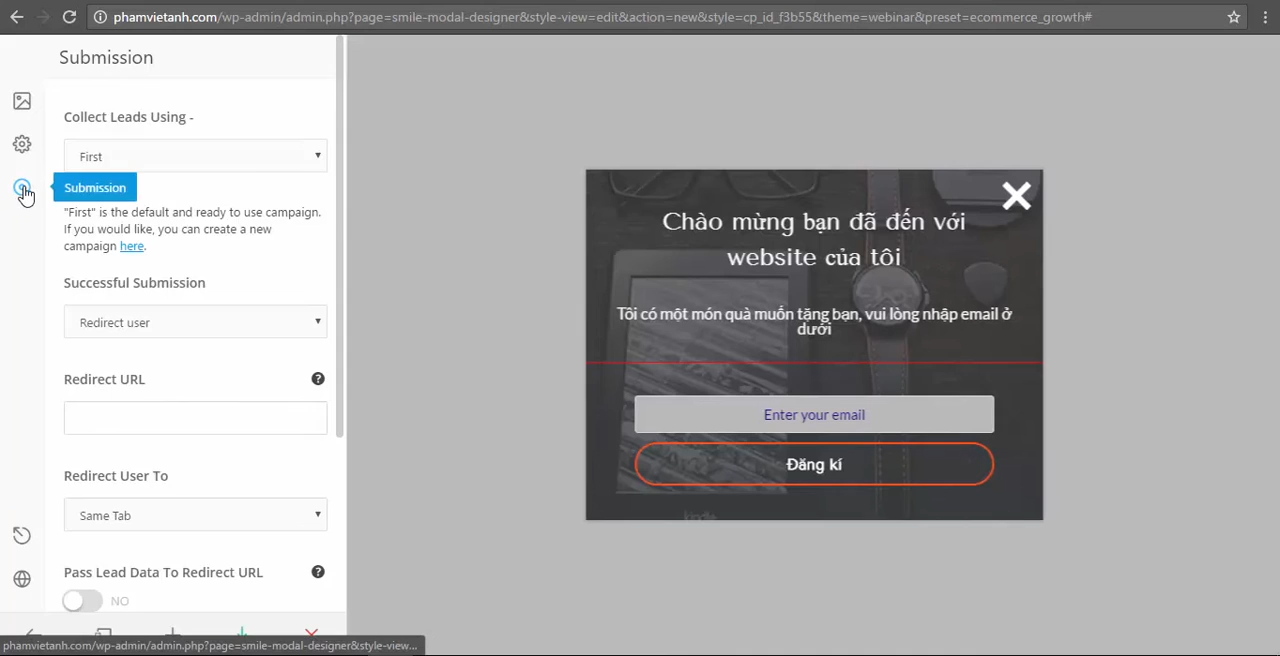 phamvietanh.com/wp-admin/admin.php?page=smile-modal-designer&style-view=edit&action=new&style=cp_id_f3b55&theme=webinar&preset=ecommerce_growth#
Submission
Collect Leads Using -
First
Submission
"First" is the default and ready to use campaign.
If you would like, you can create a new
campaign here.
Successful Submission
Redirect user
Redirect URL
Redirect User To
Same Tab
Pass Lead Data To Redirect URL
NO
phamvietanh.com/wp-admin/admin.php?page=smile-modal-designer&style-view...
Chào mừng bạn đã đến với
website của tôi
Tôi có một món quà muốn tặng bạn, vui lòng nhập email ở
dưới
Enter your email
Đăng kí
kindle